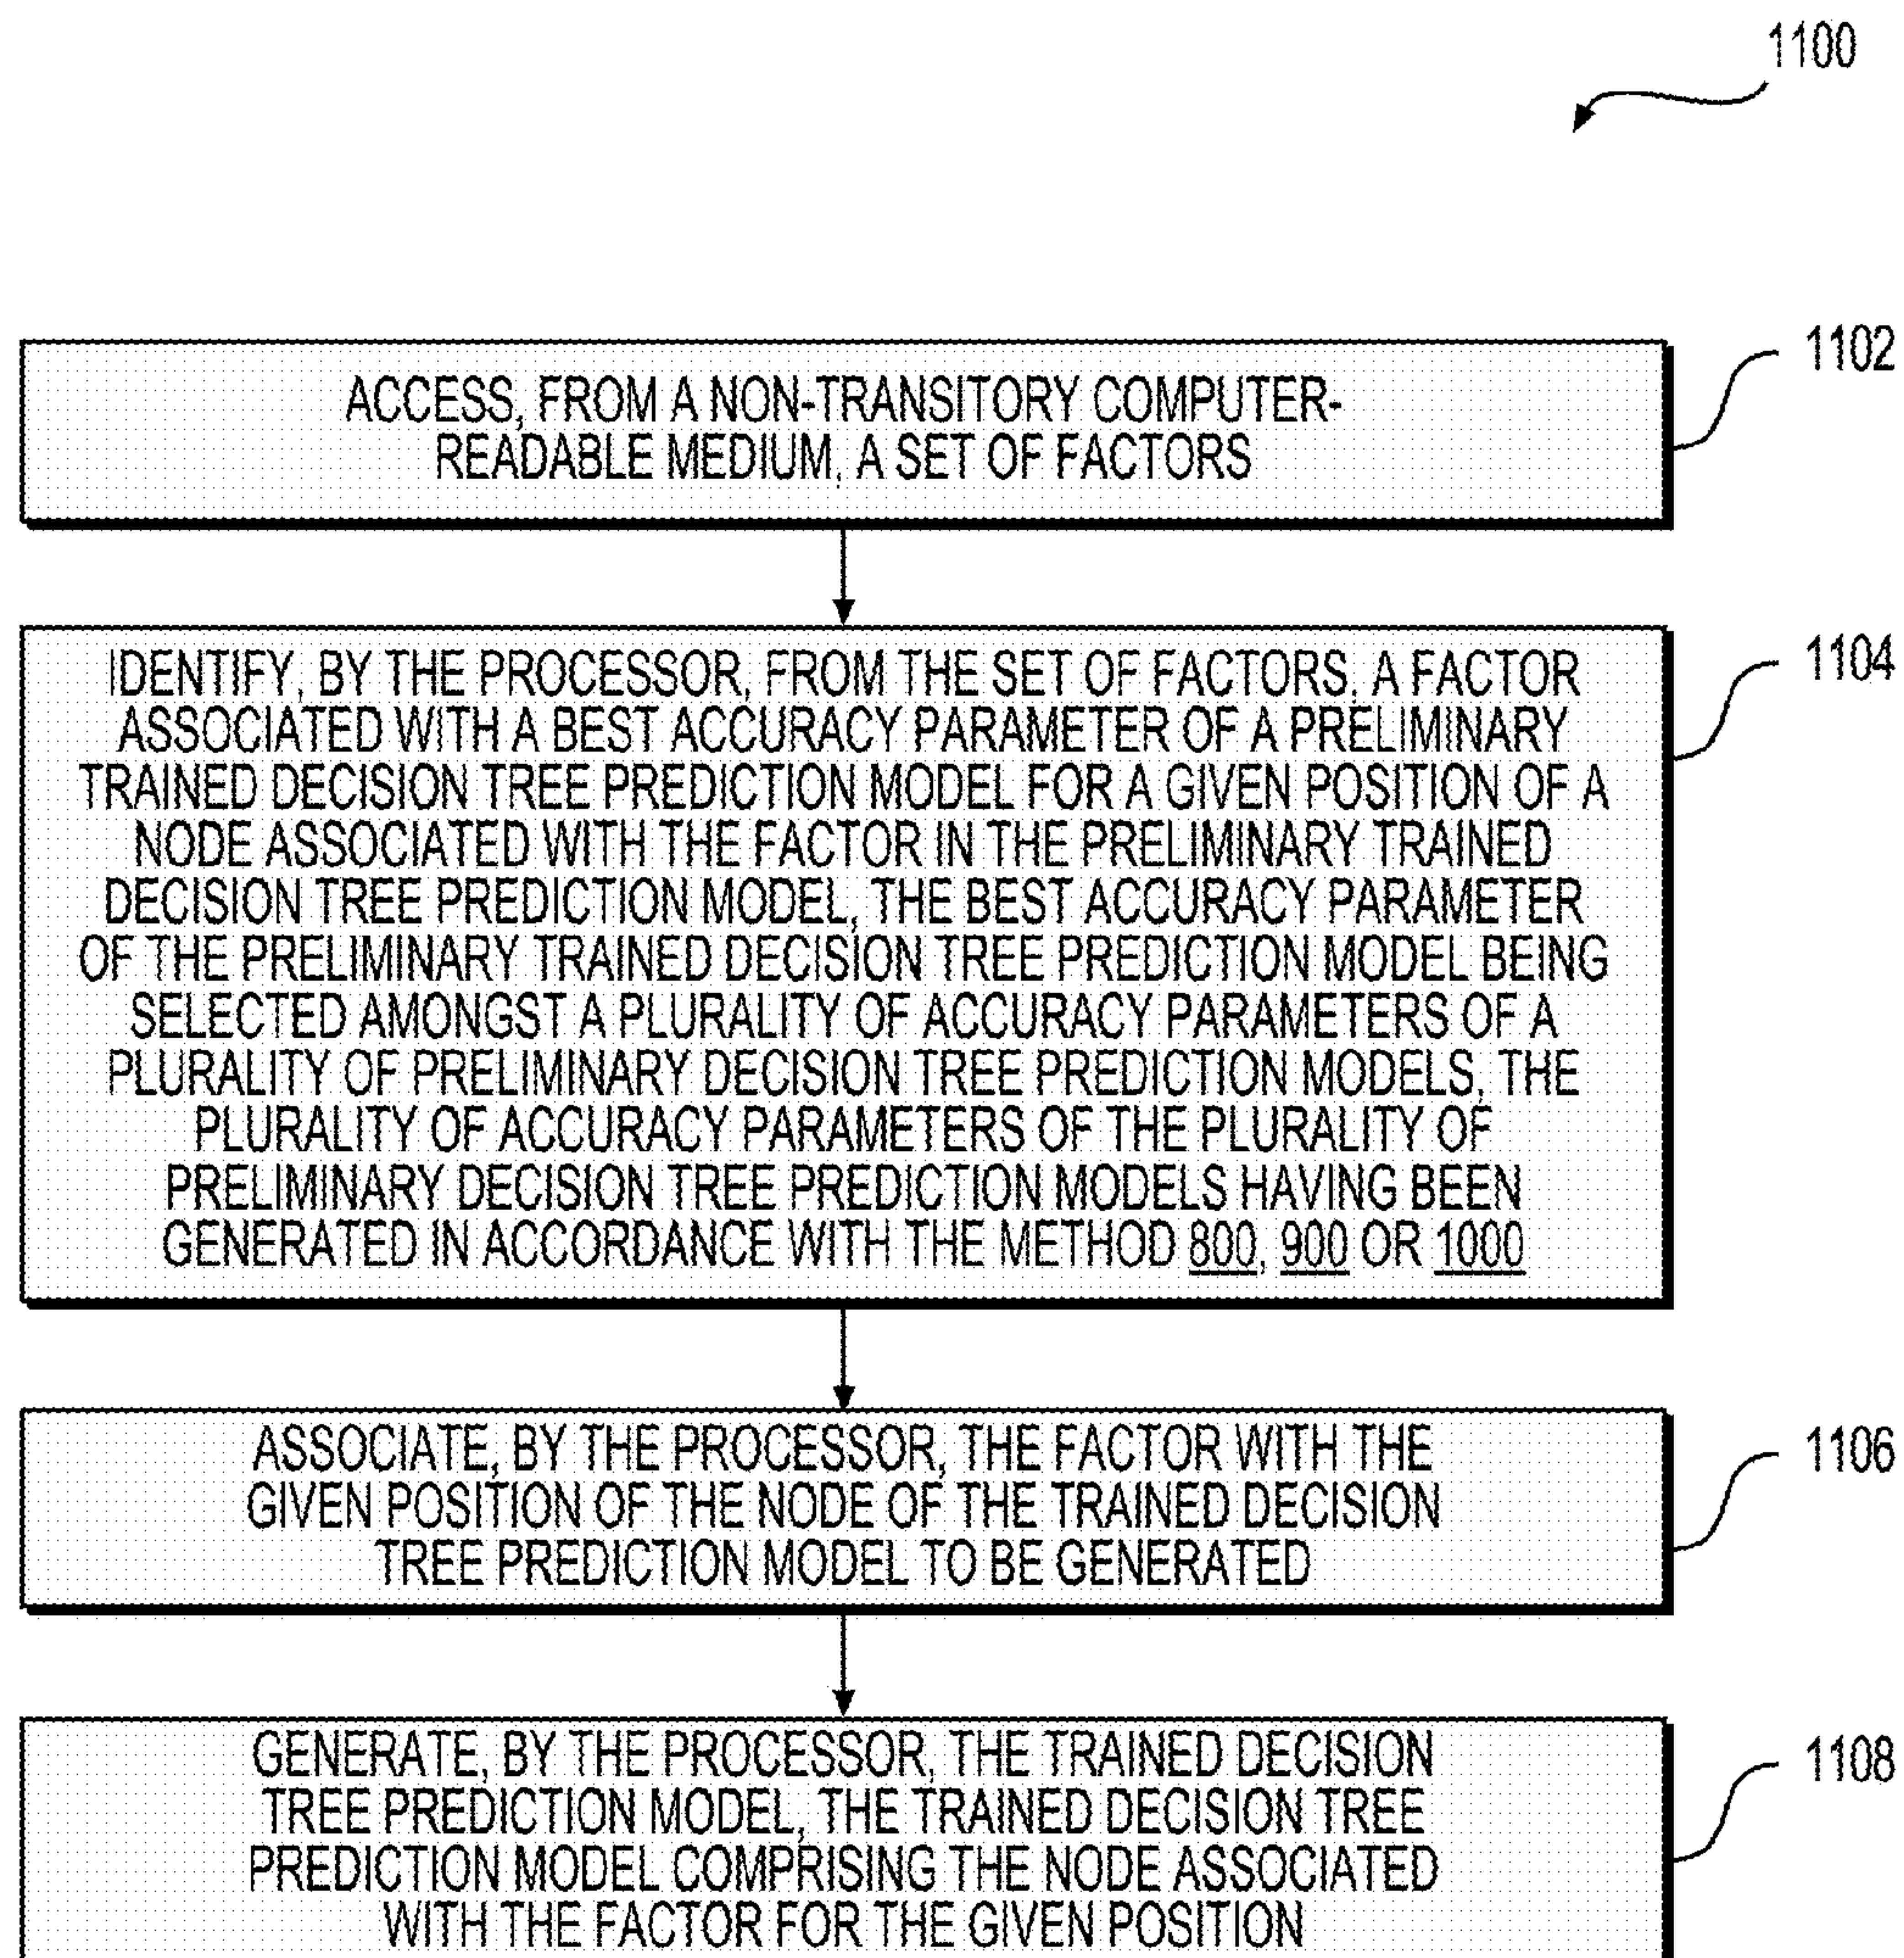 1100
1102
ACCESS, FROM A NON-TRANSITORY COMPUTER-
READABLE MEDIUM, A SET OF FACTORS
1104
IDENTIFY, BY THE PROCESSOR, FROM THE SET OF FACTORS, A FACTOR
ASSOCIATED WITH A BEST ACCURACY PARAMETER OF A PRELIMINARY
TRAINED DECISION TREE PREDICTION MODEL FOR A GIVEN POSITION OF A
NODE ASSOCIATED WITH THE FACTOR IN THE PRELIMINARY TRAINED
DECISION TREE PREDICTION MODEL, THE BEST ACCURACY PARAMETER
OF THE PRELIMINARY TRAINED DECISION TREE PREDICTION MODEL BEING
SELECTED AMONGST A PLURALITY OF ACCURACY PARAMETERS OF A
PLURALITY OF PRELIMINARY DECISION TREE PREDICTION MODELS, THE
PLURALITY OF ACCURACY PARAMETERS OF THE PLURALITY OF
PRELIMINARY DECISION TREE PREDICTION MODELS HAVING BEEN
GENERATED IN ACCORDANCE WITH THE METHOD 800, 900 OR 1000
1106
ASSOCIATE, BY THE PROCESSOR, THE FACTOR WITH THE
GIVEN POSITION OF THE NODE OF THE TRAINED DECISION
TREE PREDICTION MODEL TO BE GENERATED
1108
GENERATE, BY THE PROCESSOR, THE TRAINED DECISION
TREE PREDICTION MODEL, THE TRAINED DECISION TREE
PREDICTION MODEL COMPRISING THE NODE ASSOCIATED
WITH THE FACTOR FOR THE GIVEN POSITION